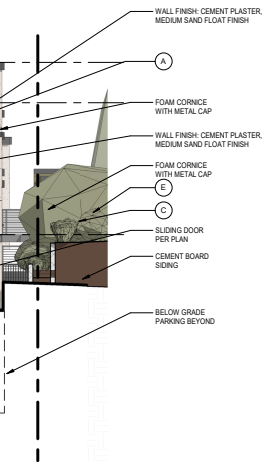 WALL FINISH: CEMENT PLASTER,
MEDIUM SAND FLOAT FINISH
A
FOAM CORNICE
WITH METAL CAP
WALL FINISH: CEMENT PLASTER,
MEDIUM SAND FLOAT FINISH
FOAM CORNICE
WITH METAL CAP
E
C
SLIDING DOOR
PER PLAN
CEMENT BOARD
SIDING
BELOW GRADE
PARKING BEYOND